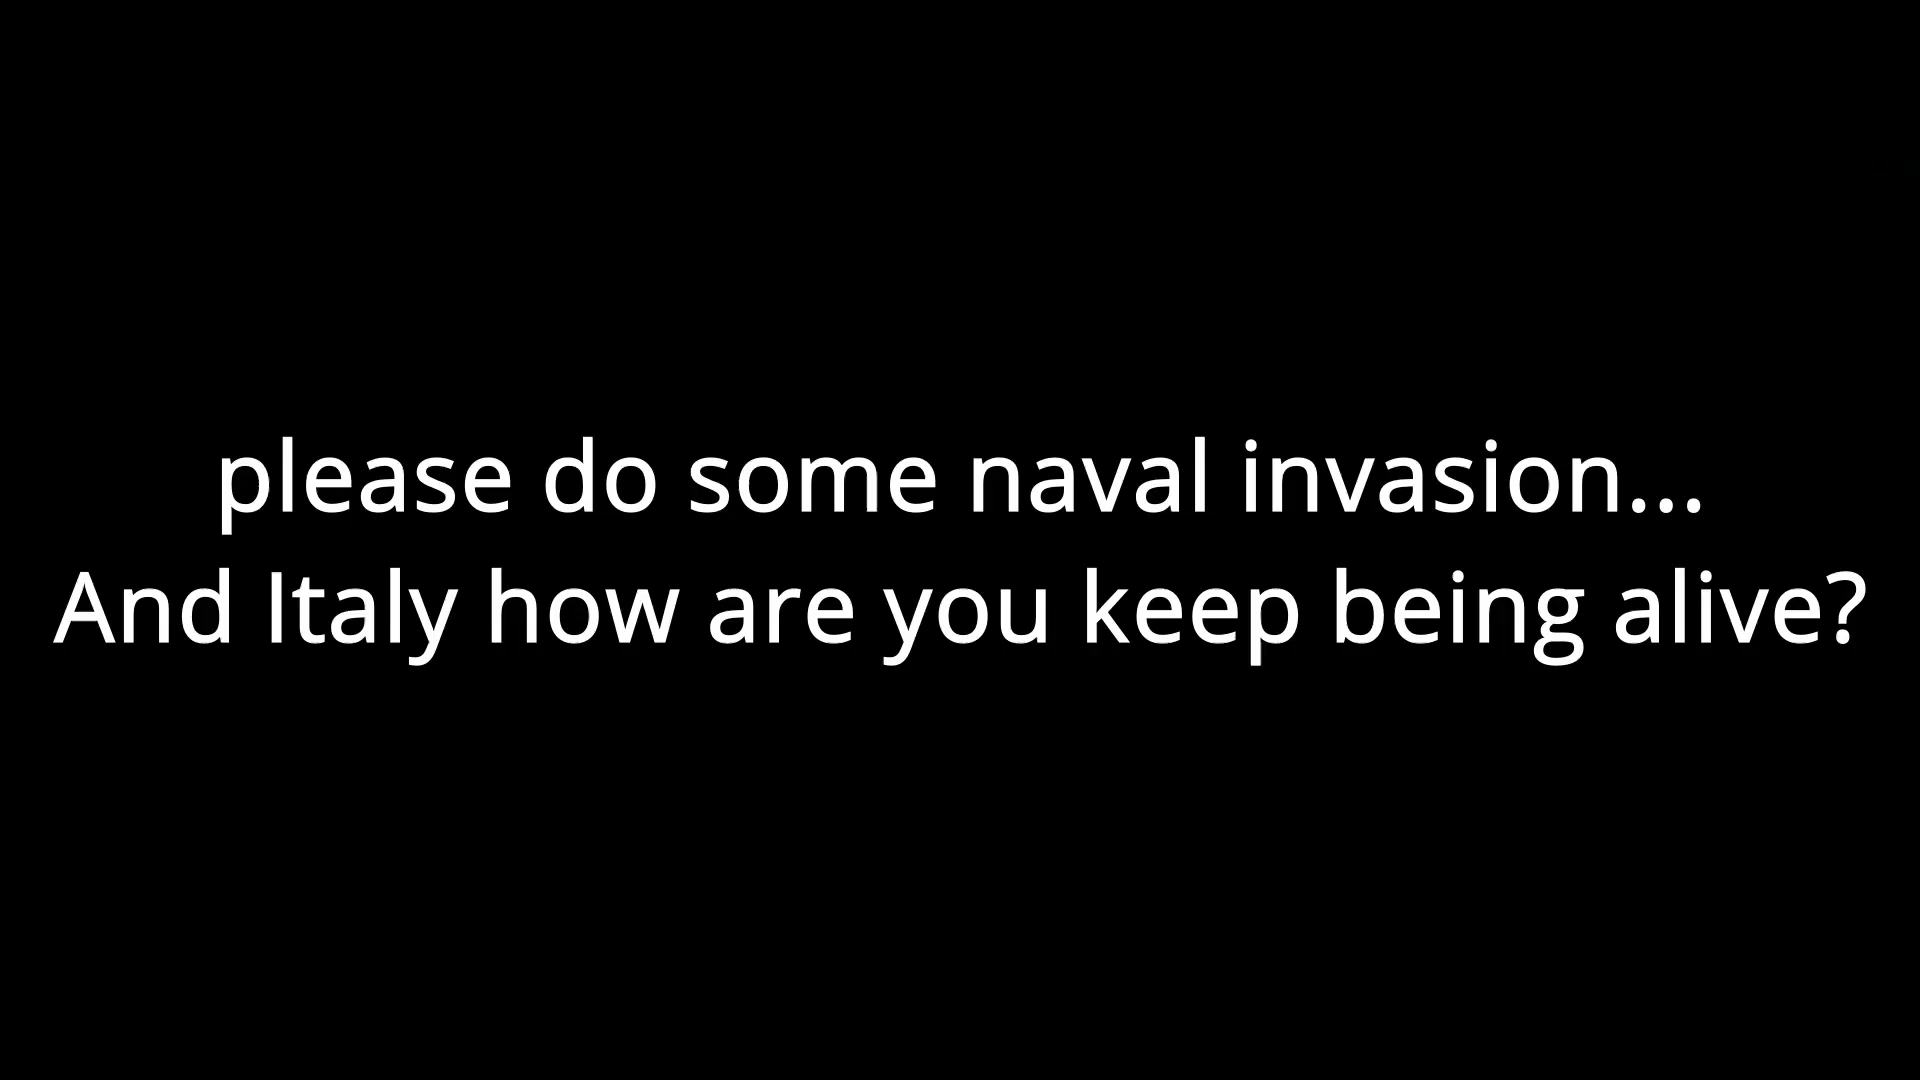 please do some naval invasion...
And Italy how are you keep being alive?